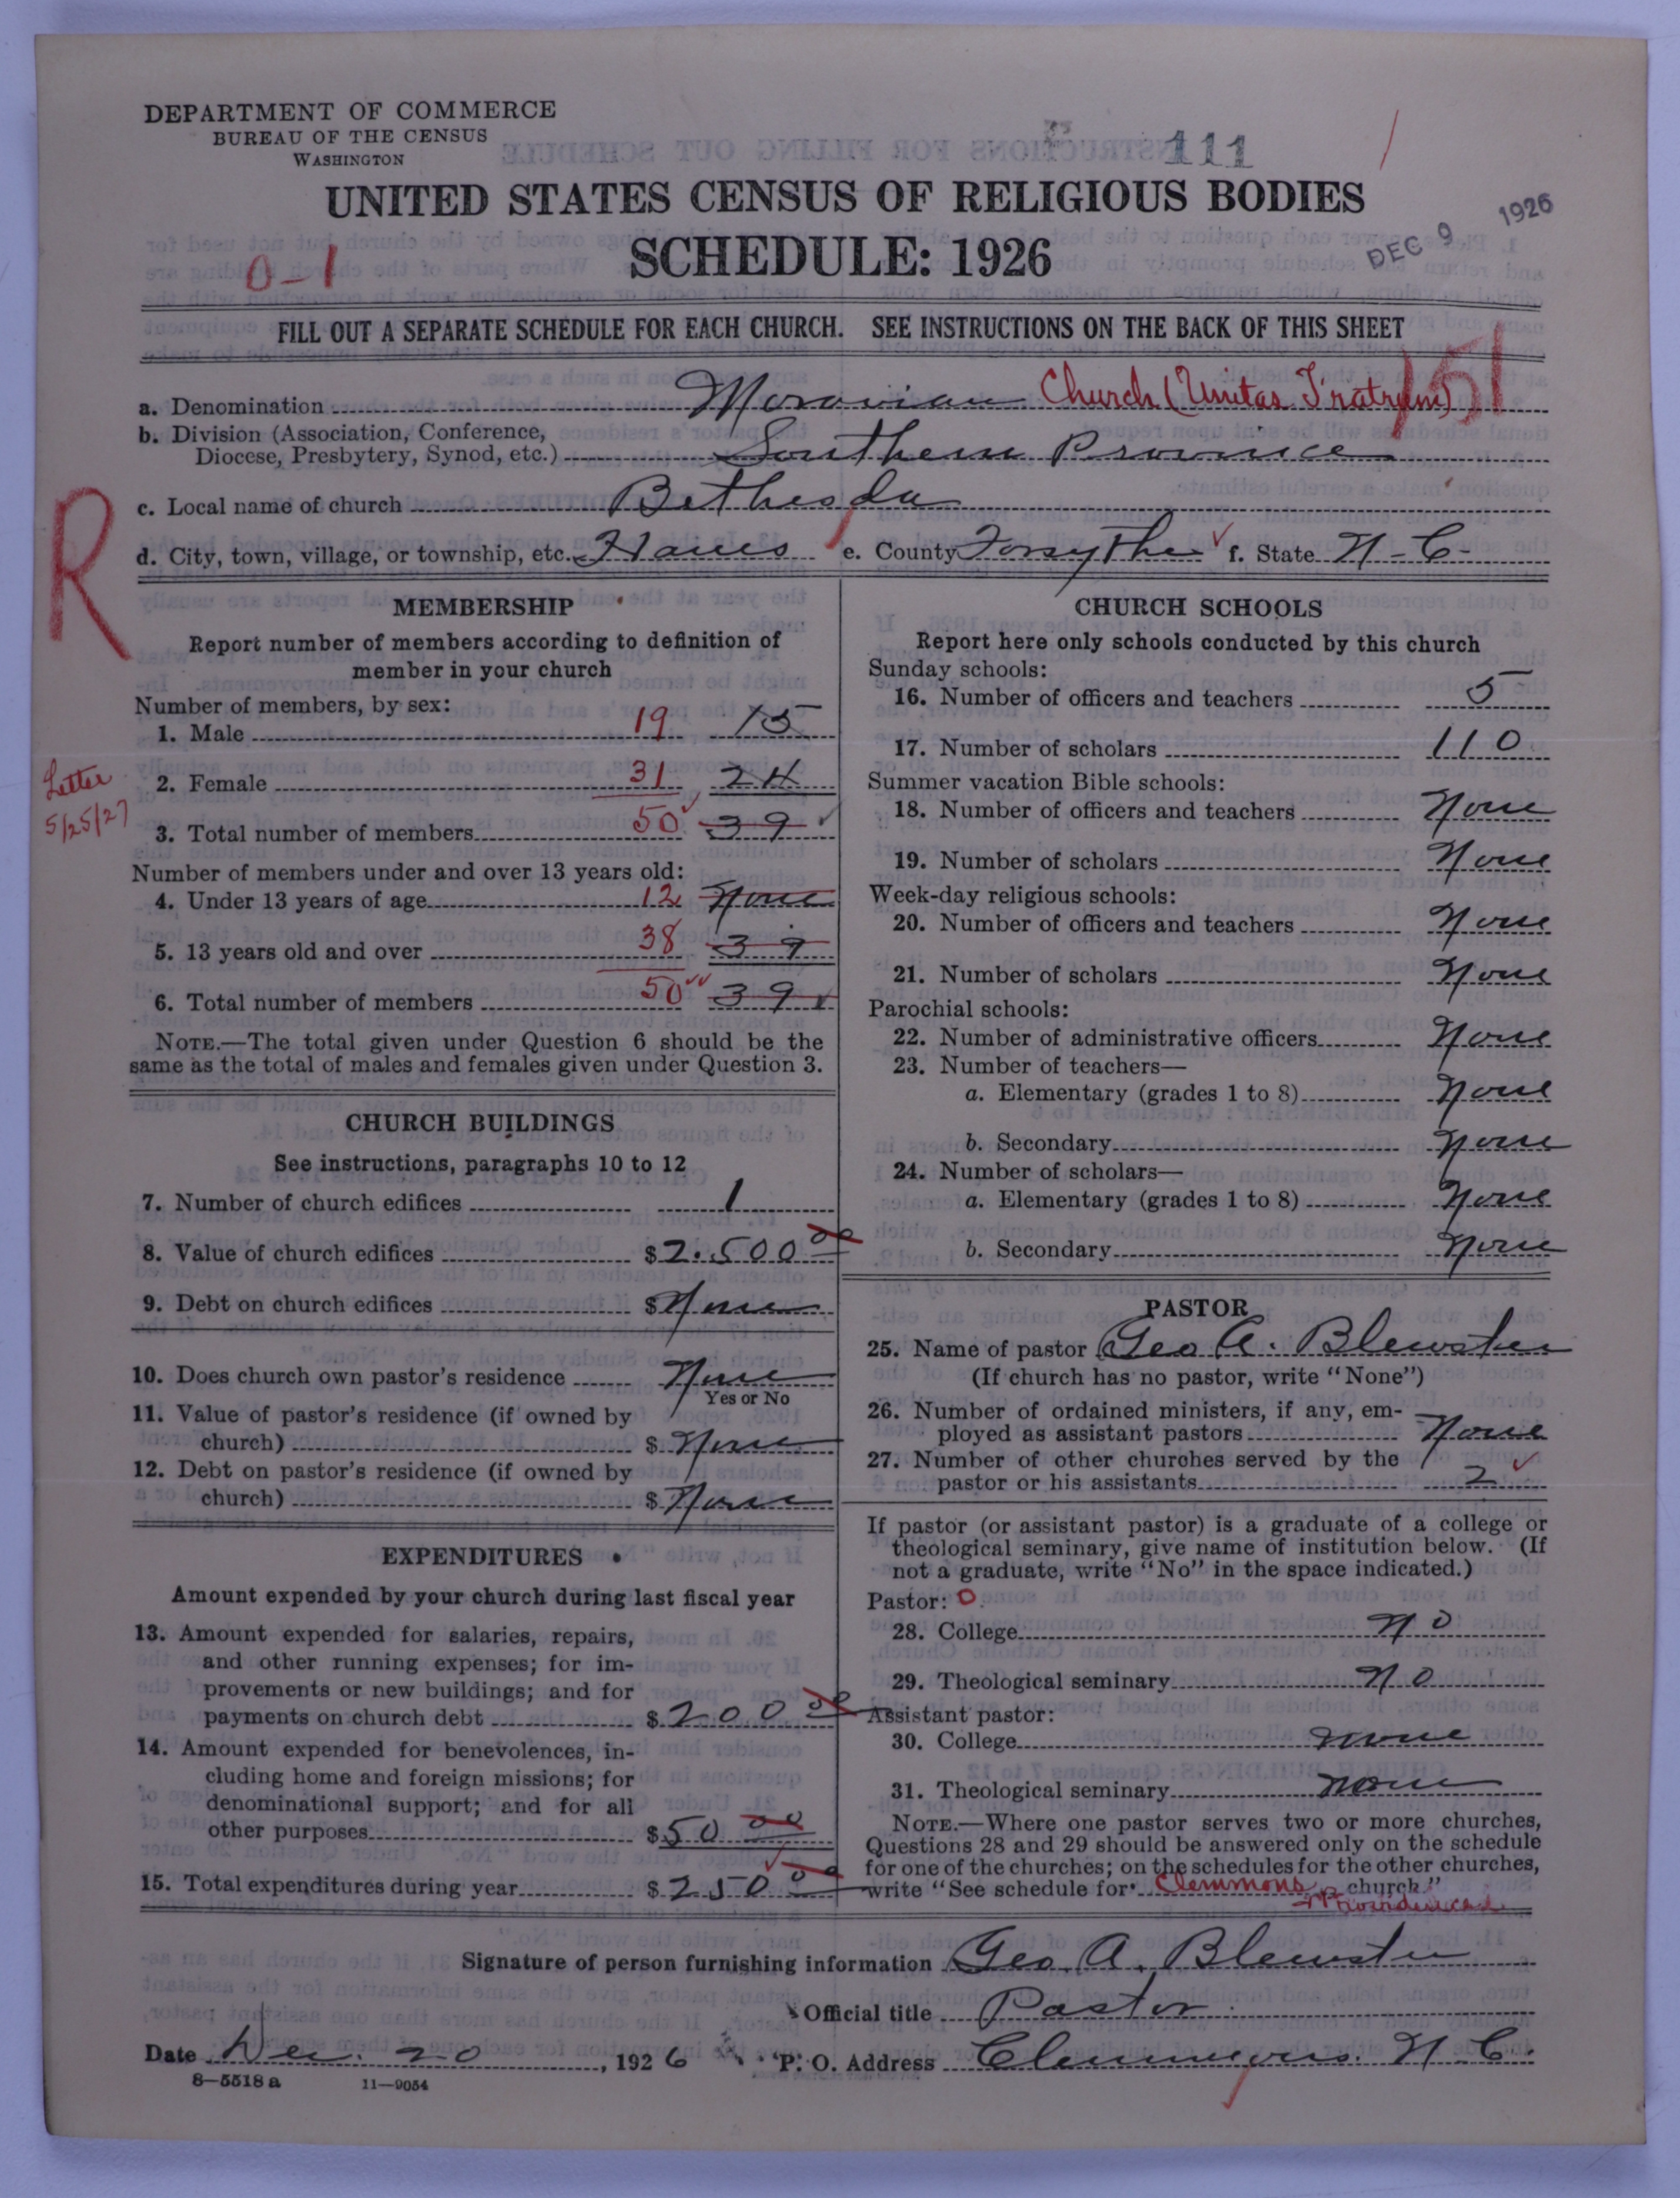 DEPARTMENT OF COMMERCE
BUREAU OF THE CENSUS
WASHINGTON
111
UNITED STATES CENSUS OF RELIGIOUS BODIES
SCHEDULE: 1926
DEC 9 1926
0-1
FILL OUT A SEPARATE SCHEDULE FOR EACH CHURCH. SEE INSTRUCTIONS ON THE BACK OF THIS SHEET
151
a. Denomination Moravian Church (Unitas Fratrum)
b. Division (Association, Conference,
Diocese, Presbytery, Synod, etc.) Southern Province
R
c. Local name of church Bethesda
d. City, town, village, or township, etc. Hanes e. County Forsythe f. State N-C-
MEMBERSHIP
Report number of members according to definition of
member in your church
Number of members, by sex:
1. Male 19 15
Letter
5/25/27
2. Female 31 24
3. Total number of members 50 39
Number of members under and over 13 years old:
4. Under 13 years of age 12 None
5. 13 years old and over 38 39
6. Total number of members 50 39
NOTE.—The total given under Question 6 should be the
same as the total of males and females given under Question 3.
CHURCH BUILDINGS
See instructions, paragraphs 10 to 12
7. Number of church edifices 1
8. Value of church edifices $2.500 00
9. Debt on church edifices $None
10. Does church own pastor's residence None
Yes or No
11. Value of pastor's residence (if owned by
church) $ None
12. Debt on pastor's residence (if owned by
church) $ None
EXPENDITURES
Amount expended by your church during last fiscal year
13. Amount expended for salaries, repairs,
and other running expenses; for im-
provements or new buildings; and for
payments on church debt $ 200 00
14. Amount expended for benevolences, in-
cluding home and foreign missions; for
denominational support; and for all
other purposes $50 00
15. Total expenditures during year $ 250 00
CHURCH SCHOOLS
Report here only schools conducted by this church
Sunday schools:
16. Number of officers and teachers 5
17. Number of scholars 110
Summer vacation Bible schools:
18. Number of officers and teachers None
19. Number of scholars None
Week-day religious schools:
20. Number of officers and teachers None
21. Number of scholars None
Parochial schools:
22. Number of administrative officers None
23. Number of teachers—
a. Elementary (grades 1 to 8) None
b. Secondary None
24. Number of scholars—
a. Elementary (grades 1 to 8) None
b. Secondary None
PASTOR
25. Name of pastor Geo A. Blewster
(If church has no pastor, write "None")
26. Number of ordained ministers, if any, em-
ployed as assistant pastors None
27. Number of other churches served by the
pastor or his assistants 2
If pastor (or assistant pastor) is a graduate of a college or
theological seminary, give name of institution below. (If
not a graduate, write "No" in the space indicated.)
Pastor: 0
28. College No
29. Theological seminary No
Assistant pastor:
30. College none
31. Theological seminary none
NOTE.—Where one pastor serves two or more churches,
Questions 28 and 29 should be answered only on the schedule
for one of the churches; on the schedules for the other churches,
write "See schedule for Clemmons church"
Signature of person furnishing information Geo. A. Blewster
Official title Pastor
Date Dec. 20, 1926 P. O. Address Clemmons. N. C.
8—5518a 11—9054